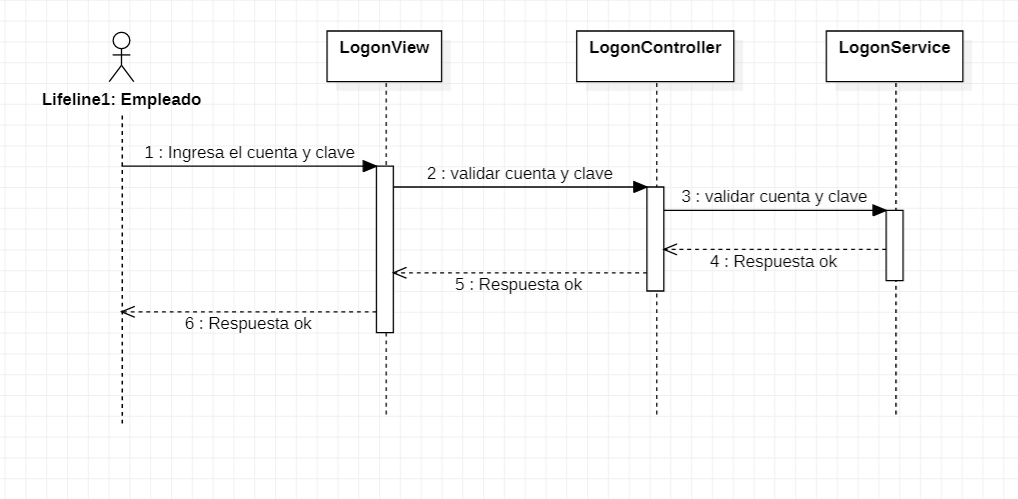 LogonView
LogonController
LogonService
Lifeline1: Empleado
1 : Ingresa el cuenta y clave
2 : validar cuenta y clave
3 : validar cuenta y clave
4 : Respuesta ok
5 : Respuesta ok
6 : Respuesta ok